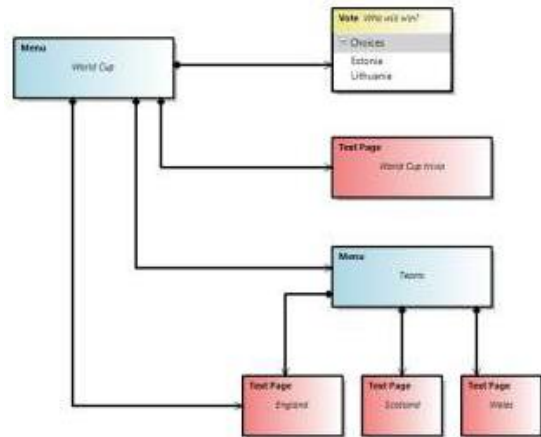 Menu
World Cup
Vote Who will win?
Choices
Estonia
Lithuania
Text Page
World Cup trivia
Menu
Teams
Text Page
England
Text Page
Scotland
Text Page
Wales